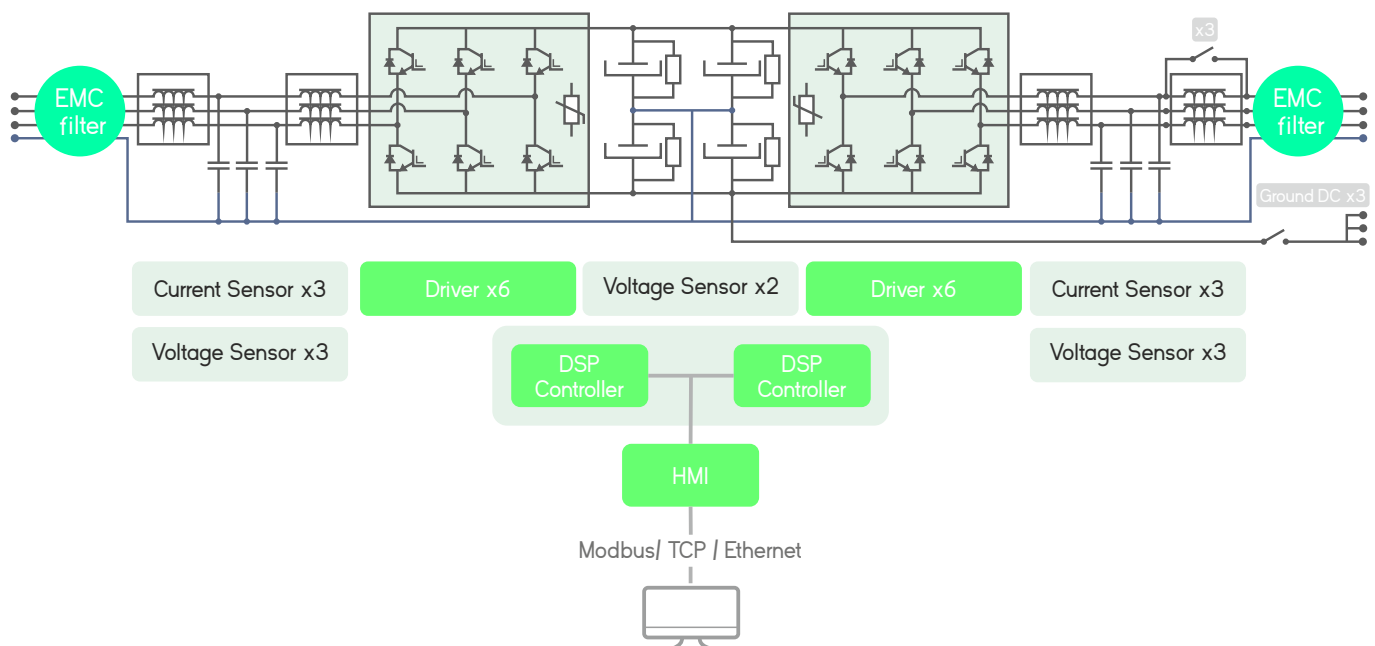 x3
EMC
filter
EMC
filter
Ground DC x3
Current Sensor x3
Driver x6
Voltage Sensor x2
Driver x6
Current Sensor x3
Voltage Sensor x3
Voltage Sensor x3
DSP
Controller
DSP
Controller
HMI
Modbus/ TCP / Ethernet